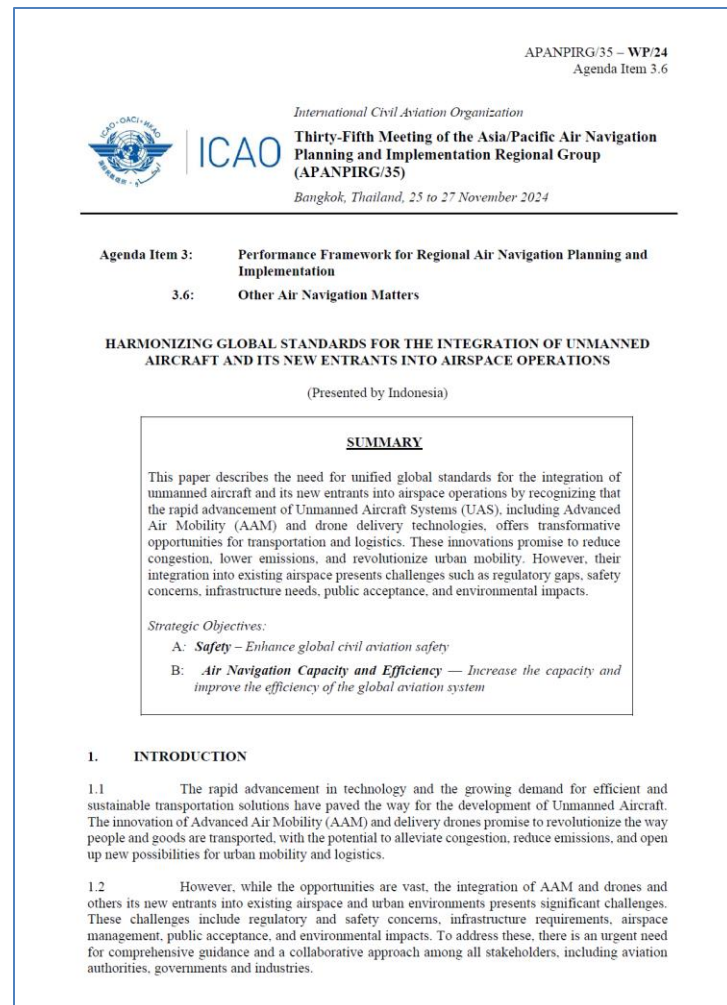 APANPIRG/35 – WP/24
Agenda Item 3.6
ICAO · OACI · ИКАО
ICAO
International Civil Aviation Organization
Thirty-Fifth Meeting of the Asia/Pacific Air Navigation
Planning and Implementation Regional Group
(APANPIRG/35)
Bangkok, Thailand, 25 to 27 November 2024
Agenda Item 3: Performance Framework for Regional Air Navigation Planning and
Implementation
3.6: Other Air Navigation Matters
HARMONIZING GLOBAL STANDARDS FOR THE INTEGRATION OF UNMANNED
AIRCRAFT AND ITS NEW ENTRANTS INTO AIRSPACE OPERATIONS
(Presented by Indonesia)
SUMMARY
This paper describes the need for unified global standards for the integration of
unmanned aircraft and its new entrants into airspace operations by recognizing that
the rapid advancement of Unmanned Aircraft Systems (UAS), including Advanced
Air Mobility (AAM) and drone delivery technologies, offers transformative
opportunities for transportation and logistics. These innovations promise to reduce
congestion, lower emissions, and revolutionize urban mobility. However, their
integration into existing airspace presents challenges such as regulatory gaps, safety
concerns, infrastructure needs, public acceptance, and environmental impacts.
Strategic Objectives:
A: Safety – Enhance global civil aviation safety
B: Air Navigation Capacity and Efficiency — Increase the capacity and
improve the efficiency of the global aviation system
1. INTRODUCTION
1.1 The rapid advancement in technology and the growing demand for efficient and
sustainable transportation solutions have paved the way for the development of Unmanned Aircraft.
The innovation of Advanced Air Mobility (AAM) and delivery drones promise to revolutionize the way
people and goods are transported, with the potential to alleviate congestion, reduce emissions, and open
up new possibilities for urban mobility and logistics.
1.2 However, while the opportunities are vast, the integration of AAM and drones and
others its new entrants into existing airspace and urban environments presents significant challenges.
These challenges include regulatory and safety concerns, infrastructure requirements, airspace
management, public acceptance, and environmental impacts. To address these, there is an urgent need
for comprehensive guidance and a collaborative approach among all stakeholders, including aviation
authorities, governments and industries.